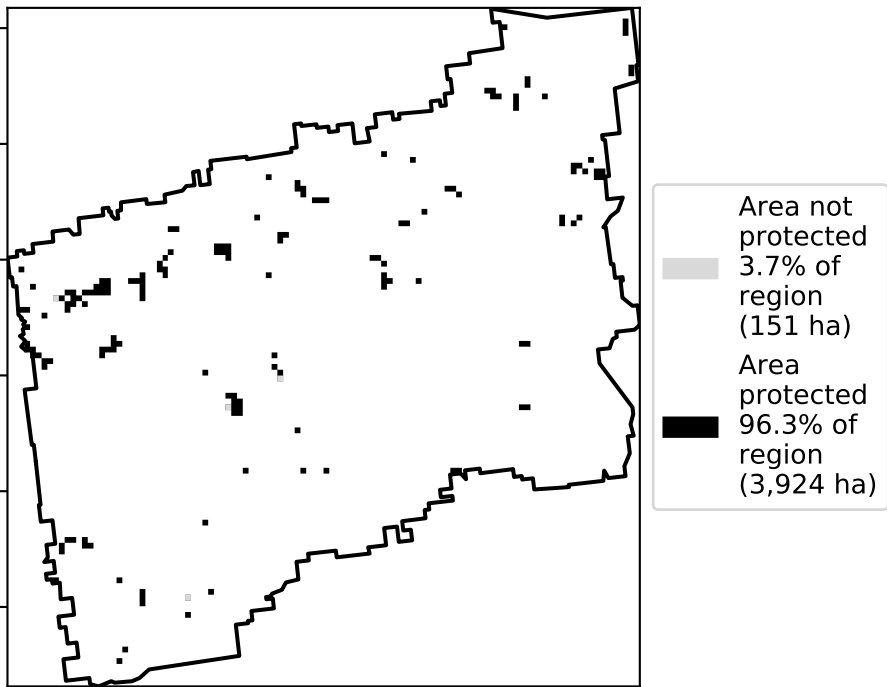 Area not
protected
3.7% of
region
(151 ha)
Area
protected
96.3% of
region
(3,924 ha)